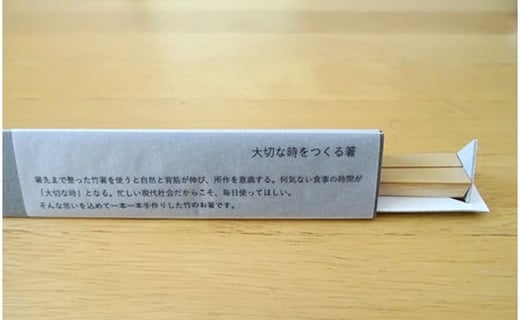 大切な時をつくる箸
箸先まで整った竹箸を使うと自然と背筋が伸び、所作を意識する。何気ない食事の時間が
「大切な時」となる。忙しい現代社会だからこそ、毎日使ってほしい。
そんな思いを込めて一本一本手作りした竹のお箸です。